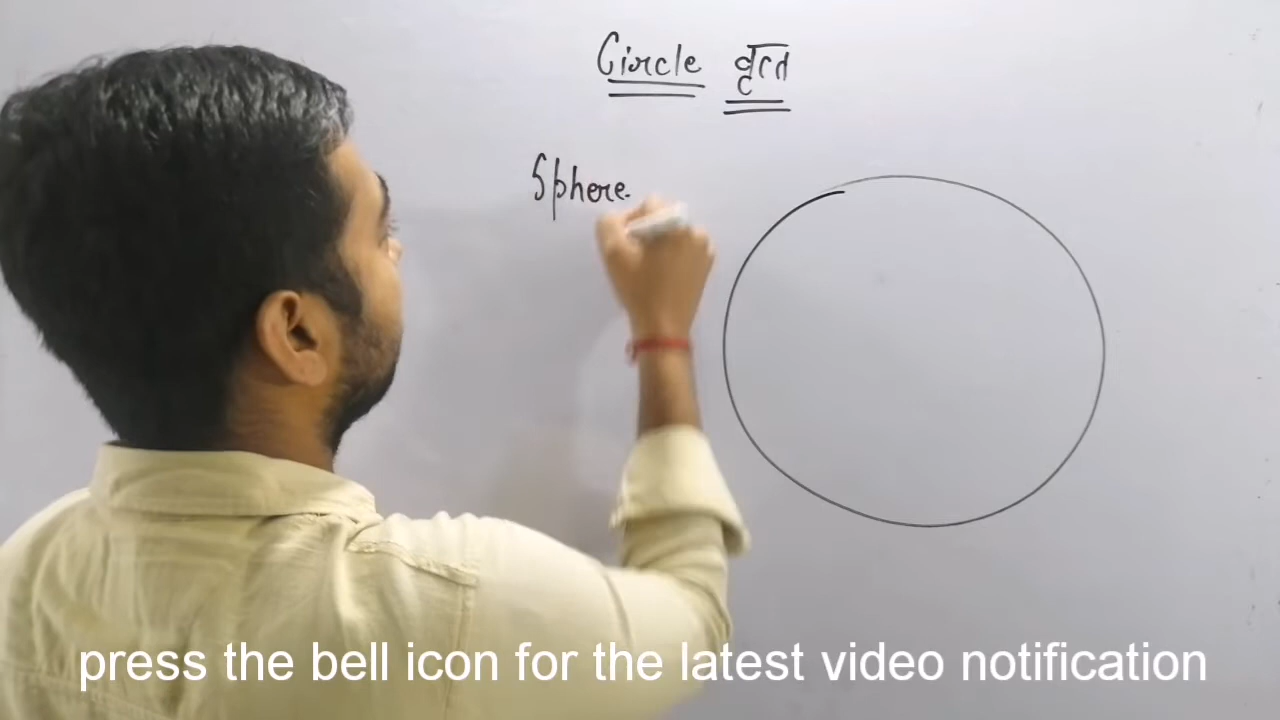 Circle वृत्त
Sphere
press the bell icon for the latest video notification